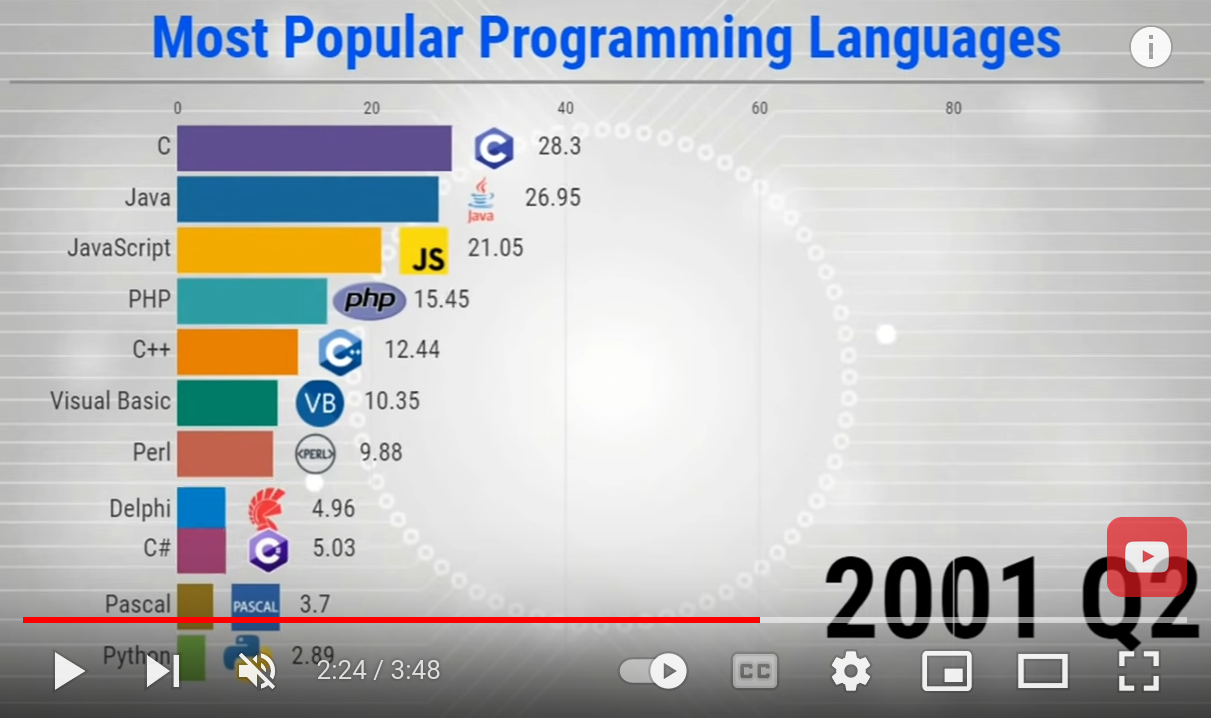 Most Popular Programming Languages
0 20 40 60 80
C 28.3
Java Java 26.95
JavaScript JS 21.05
PHP php 15.45
C++ C++ 12.44
Visual Basic VB 10.35
Perl <PERL> 9.88
Delphi 4.96
C# C 5.03
Pascal PASCAL 3.7
2001 Q2
Python 2.89
2:24 / 3:48 CC